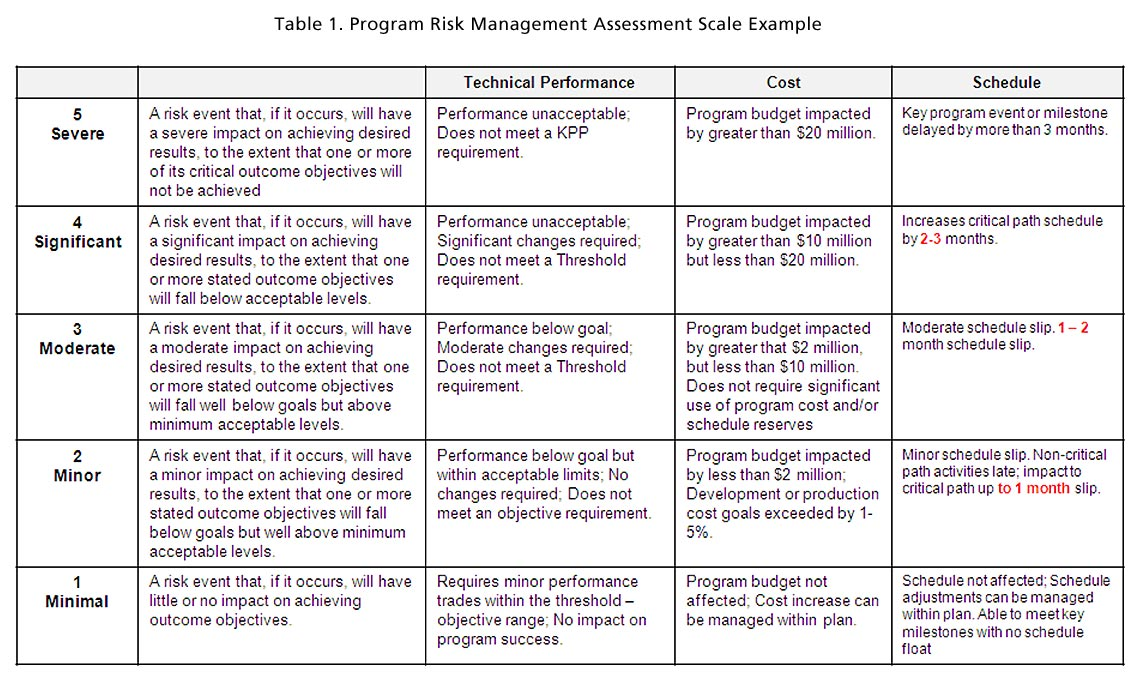 Table 1. Program Risk Management Assessment Scale Example
Technical Performance
Cost
Schedule
5
Severe
A risk event that, if it occurs, will have
a severe impact on achieving desired
results, to the extent that one or more
of its critical outcome objectives will
not be achieved
Performance unacceptable;
Does not meet a KPP
requirement.
Program budget impacted
by greater than $20 million.
Key program event or milestone
delayed by more than 3 months.
4
Significant
A risk event that, if it occurs, will have
a significant impact on achieving
desired results, to the extent that one
or more stated outcome objectives
will fall below acceptable levels.
Performance unacceptable;
Significant changes required;
Does not meet a Threshold
requirement.
Program budget impacted
by greater than $10 million
but less than $20 million.
Increases critical path schedule
by 2-3 months.
3
Moderate
A risk event that, if it occurs, will have
a moderate impact on achieving
desired results, to the extent that one
or more stated outcome objectives
will fall well below goals but above
minimum acceptable levels.
Performance below goal;
Moderate changes required;
Does not meet a Threshold
requirement.
Program budget impacted
by greater that $2 million,
but less than $10 million.
Does not require significant
use of program cost and/or
schedule reserves
Moderate schedule slip. 1 – 2
month schedule slip.
2
Minor
A risk event that, if it occurs, will have
a minor impact on achieving desired
results, to the extent that one or more
stated outcome objectives will fall
below goals but well above minimum
acceptable levels.
Performance below goal but
within acceptable limits; No
changes required; Does not
meet an objective requirement.
Program budget impacted
by less than $2 million;
Development or production
cost goals exceeded by 1-
5%.
Minor schedule slip. Non-critical
path activities late; impact to
critical path up to 1 month slip.
1
Minimal
A risk event that, if it occurs, will have
little or no impact on achieving
outcome objectives.
Requires minor performance
trades within the threshold –
objective range; No impact on
program success.
Program budget not
affected; Cost increase can
be managed within plan.
Schedule not affected; Schedule
adjustments can be managed
within plan. Able to meet key
milestones with no schedule
float